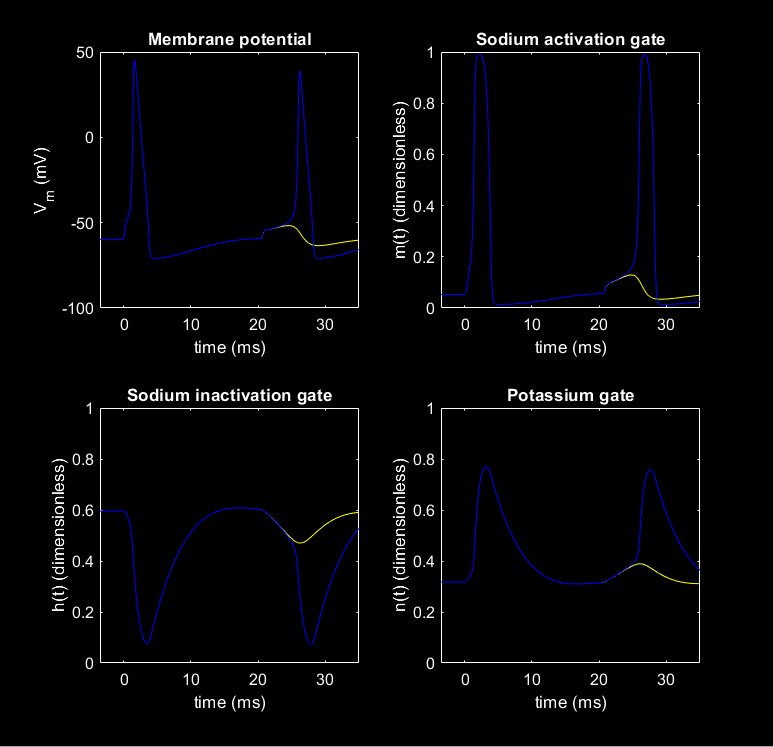 Membrane potential
50
0
-50
-100
V_m (mV)
0 10 20 30
time (ms)
Sodium activation gate
1
0.8
0.6
0.4
0.2
0
m(t) (dimensionless)
0 10 20 30
time (ms)
Sodium inactivation gate
1
0.8
0.6
0.4
0.2
0
h(t) (dimensionless)
0 10 20 30
time (ms)
Potassium gate
1
0.8
0.6
0.4
0.2
0
n(t) (dimensionless)
0 10 20 30
time (ms)